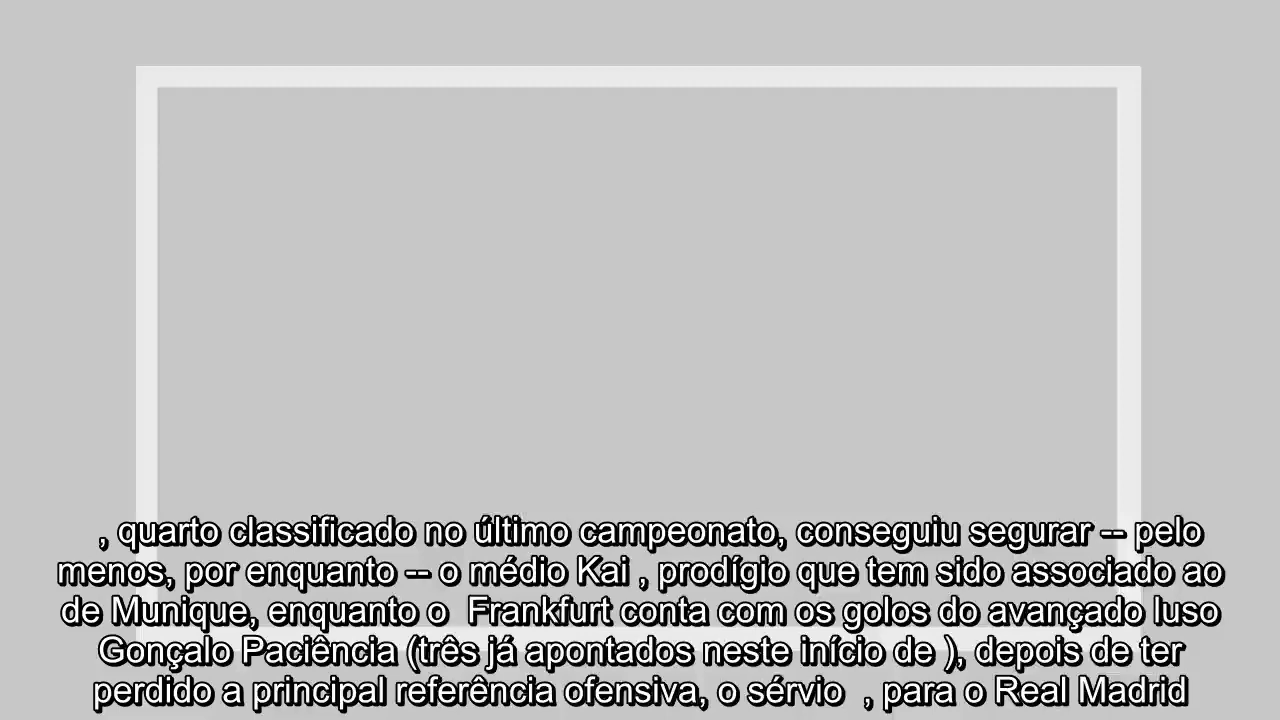 , quarto classificado no último campeonato, conseguiu segurar -- pelo
menos, por enquanto -- o médio Kai , prodígio que tem sido associado ao
de Munique, enquanto o  Frankfurt conta com os golos do avançado luso
Gonçalo Paciência (três já apontados neste início de ), depois de ter
perdido a principal referência ofensiva, o sérvio  , para o Real Madrid